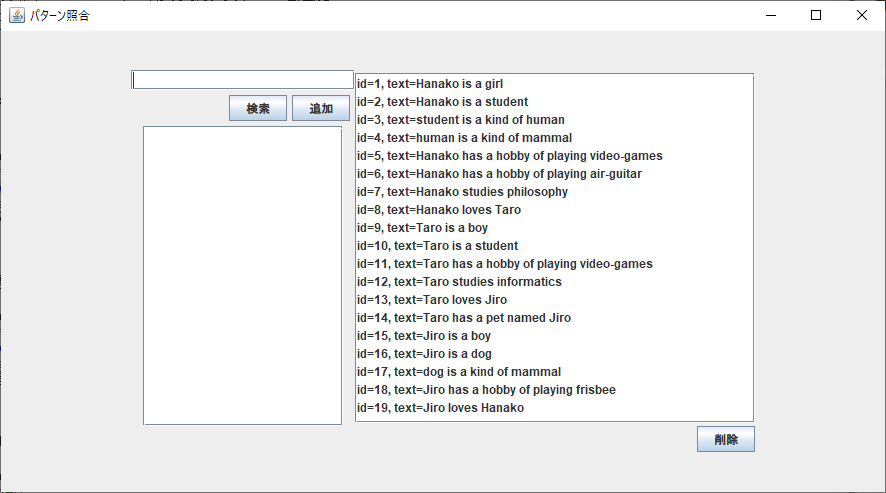 パターン照合
検索
追加
id=1, text=Hanako is a girl
id=2, text=Hanako is a student
id=3, text=student is a kind of human
id=4, text=human is a kind of mammal
id=5, text=Hanako has a hobby of playing video-games
id=6, text=Hanako has a hobby of playing air-guitar
id=7, text=Hanako studies philosophy
id=8, text=Hanako loves Taro
id=9, text=Taro is a boy
id=10, text=Taro is a student
id=11, text=Taro has a hobby of playing video-games
id=12, text=Taro studies informatics
id=13, text=Taro loves Jiro
id=14, text=Taro has a pet named Jiro
id=15, text=Jiro is a boy
id=16, text=Jiro is a dog
id=17, text=dog is a kind of mammal
id=18, text=Jiro has a hobby of playing frisbee
id=19, text=Jiro loves Hanako
削除